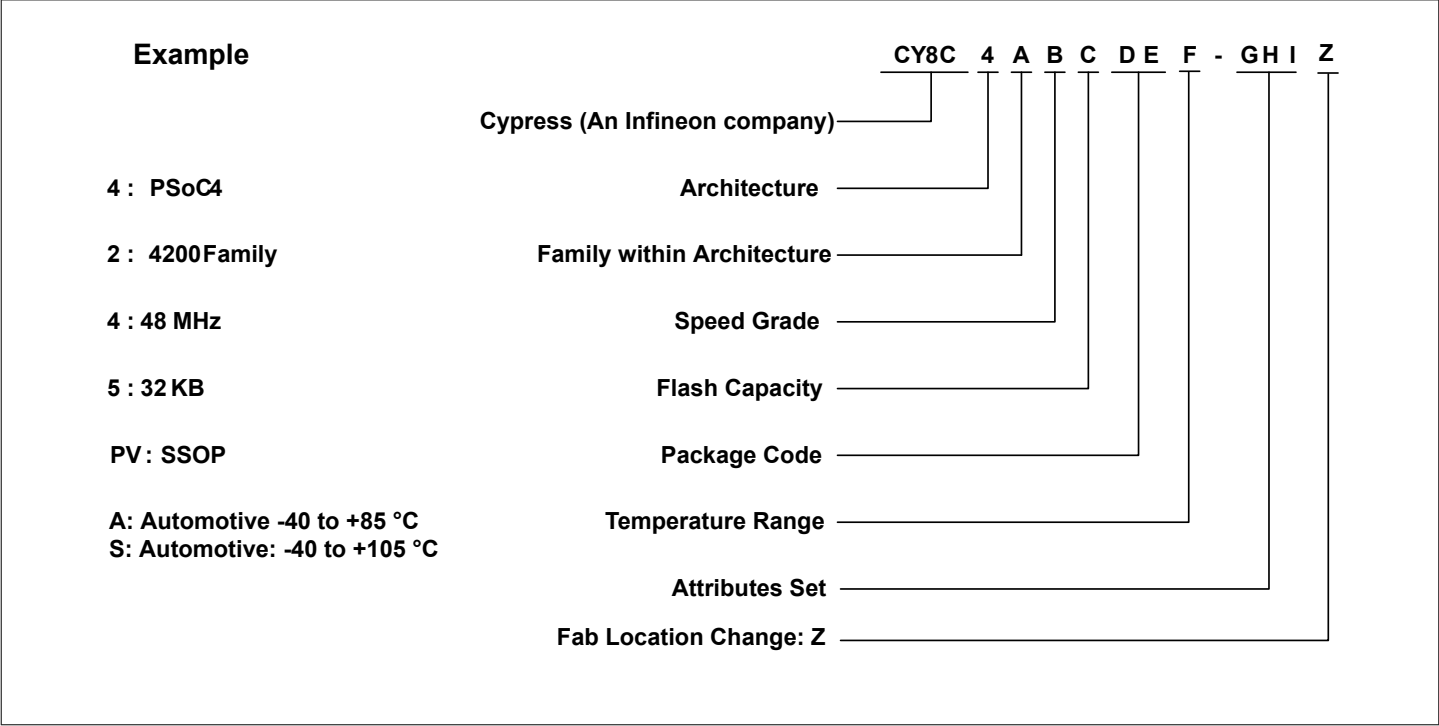 Example
CY8C 4 A B C D E F - G H I Z
Cypress (An Infineon company)
4 : PSoC4 Architecture
2 : 4200 Family Family within Architecture
4 : 48 MHz Speed Grade
5 : 32 KB Flash Capacity
PV : SSOP Package Code
A: Automotive -40 to +85 °C Temperature Range
S: Automotive: -40 to +105 °C
Attributes Set
Fab Location Change: Z